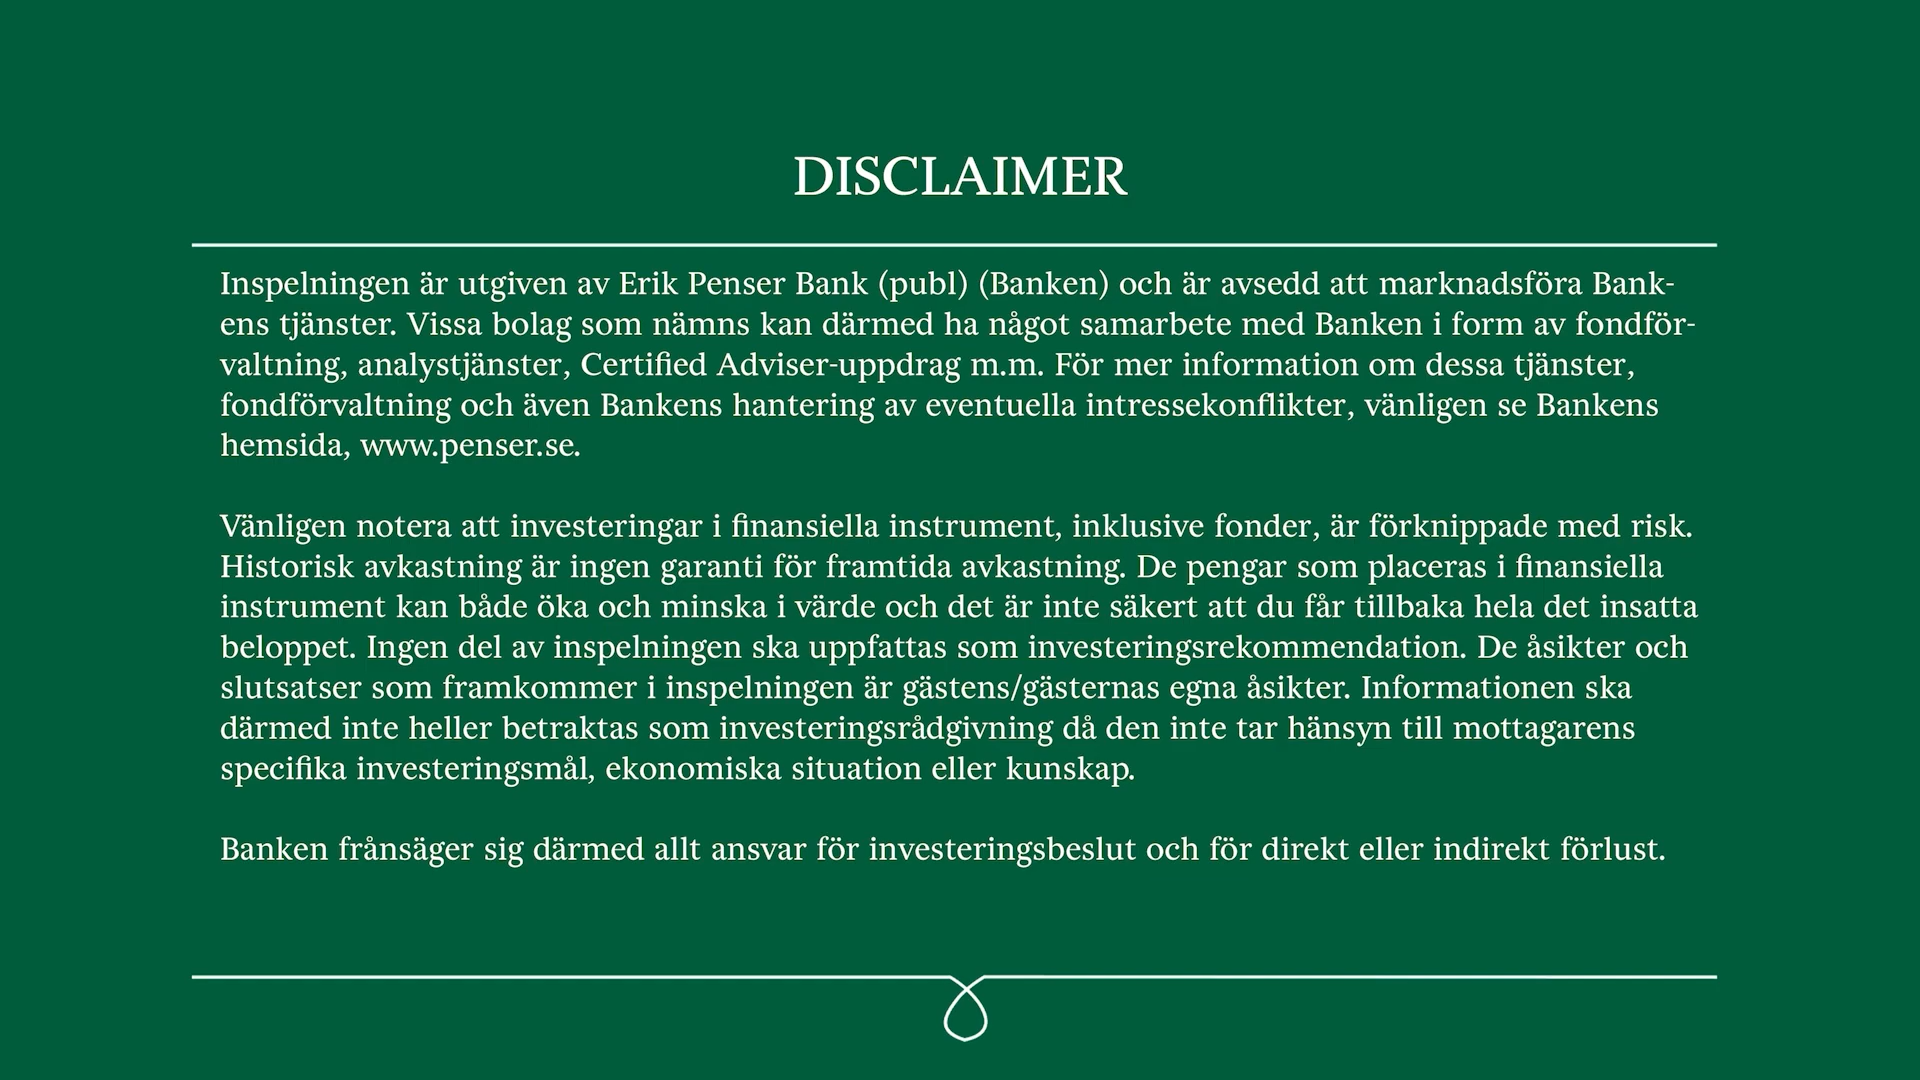 DISCLAIMER
Inspelningen är utgiven av Erik Penser Bank (publ) (Banken) och är avsedd att marknadsföra Bank-
ens tjänster. Vissa bolag som nämns kan därmed ha något samarbete med Banken i form av fondför-
valtning, analystjänster, Certified Adviser-uppdrag m.m. För mer information om dessa tjänster,
fondförvaltning och även Bankens hantering av eventuella intressekonflikter, vänligen se Bankens
hemsida, www.penser.se.
Vänligen notera att investeringar i finansiella instrument, inklusive fonder, är förknippade med risk.
Historisk avkastning är ingen garanti för framtida avkastning. De pengar som placeras i finansiella
instrument kan både öka och minska i värde och det är inte säkert att du får tillbaka hela det insatta
beloppet. Ingen del av inspelningen ska uppfattas som investeringsrekommendation. De åsikter och
slutsatser som framkommer i inspelningen är gästens/gästernas egna åsikter. Informationen ska
därmed inte heller betraktas som investeringsrådgivning då den inte tar hänsyn till mottagarens
specifika investeringsmål, ekonomiska situation eller kunskap.
Banken frånsäger sig därmed allt ansvar för investeringsbeslut och för direkt eller indirekt förlust.